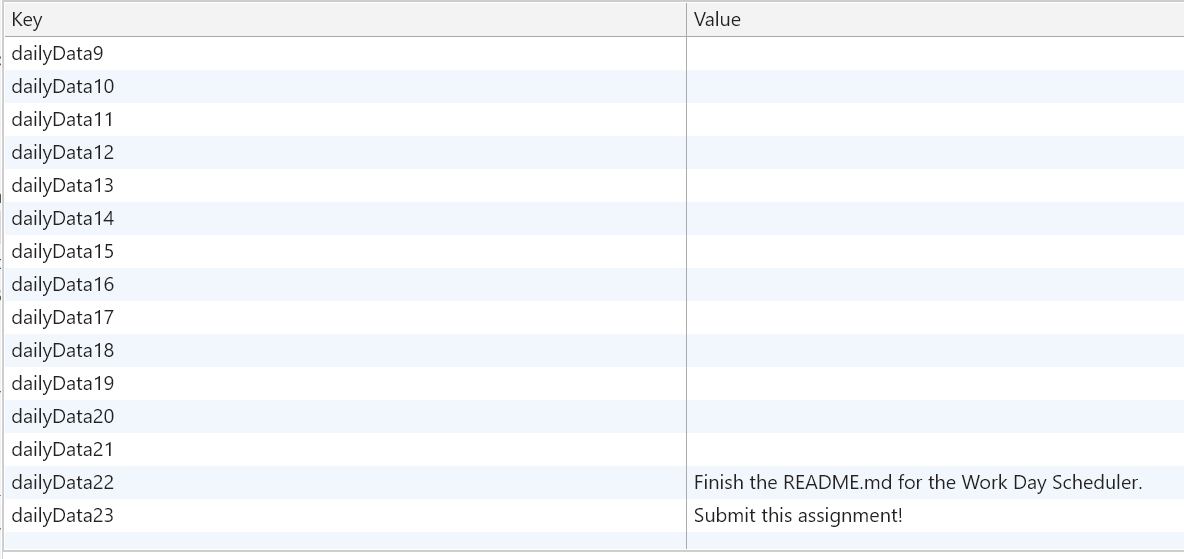 Key Value
dailyData9
dailyData10
dailyData11
dailyData12
dailyData13
dailyData14
dailyData15
dailyData16
dailyData17
dailyData18
dailyData19
dailyData20
dailyData21
dailyData22 Finish the README.md for the Work Day Scheduler.
dailyData23 Submit this assignment!